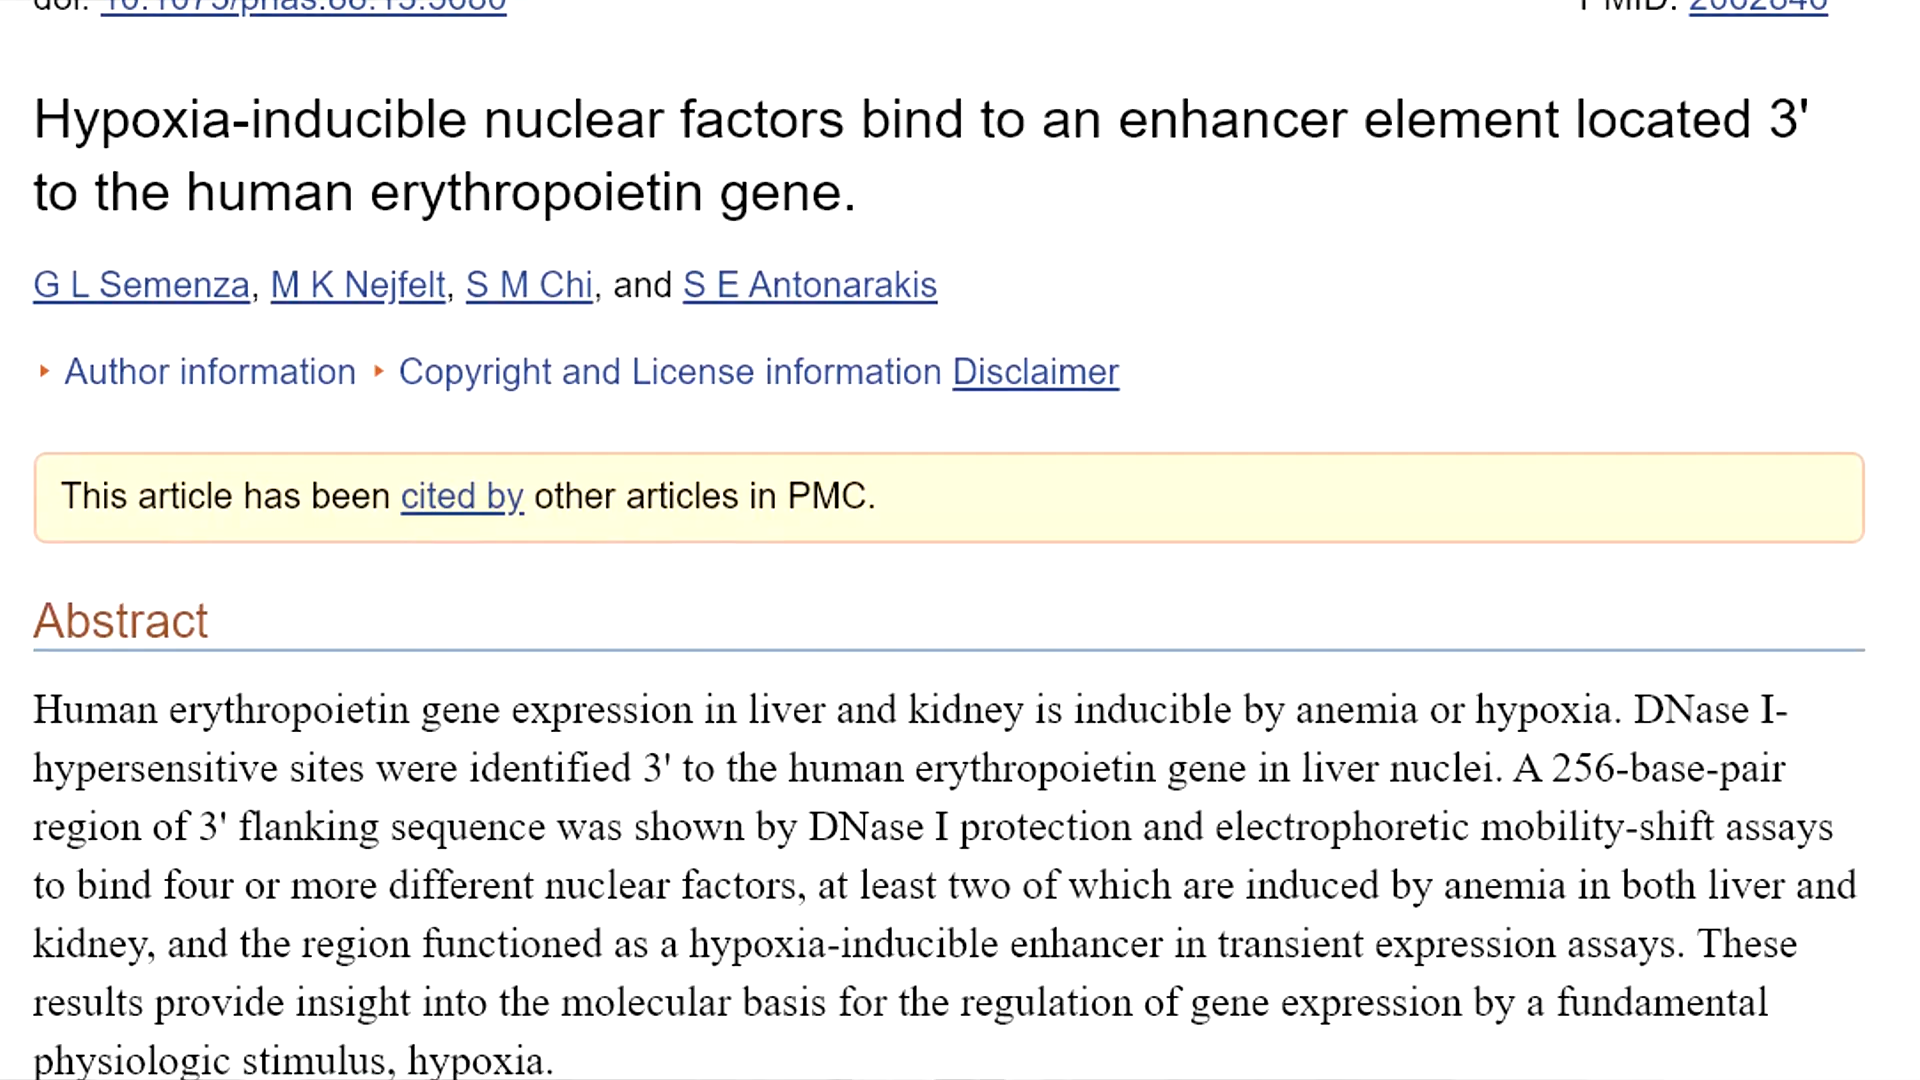 Hypoxia-inducible nuclear factors bind to an enhancer element located 3'
to the human erythropoietin gene.
G L Semenza, M K Nejfelt, S M Chi, and S E Antonarakis
Author information Copyright and License information Disclaimer
This article has been cited by other articles in PMC.
Abstract
Human erythropoietin gene expression in liver and kidney is inducible by anemia or hypoxia. DNase I-
hypersensitive sites were identified 3' to the human erythropoietin gene in liver nuclei. A 256-base-pair
region of 3' flanking sequence was shown by DNase I protection and electrophoretic mobility-shift assays
to bind four or more different nuclear factors, at least two of which are induced by anemia in both liver and
kidney, and the region functioned as a hypoxia-inducible enhancer in transient expression assays. These
results provide insight into the molecular basis for the regulation of gene expression by a fundamental
physiologic stimulus, hypoxia.